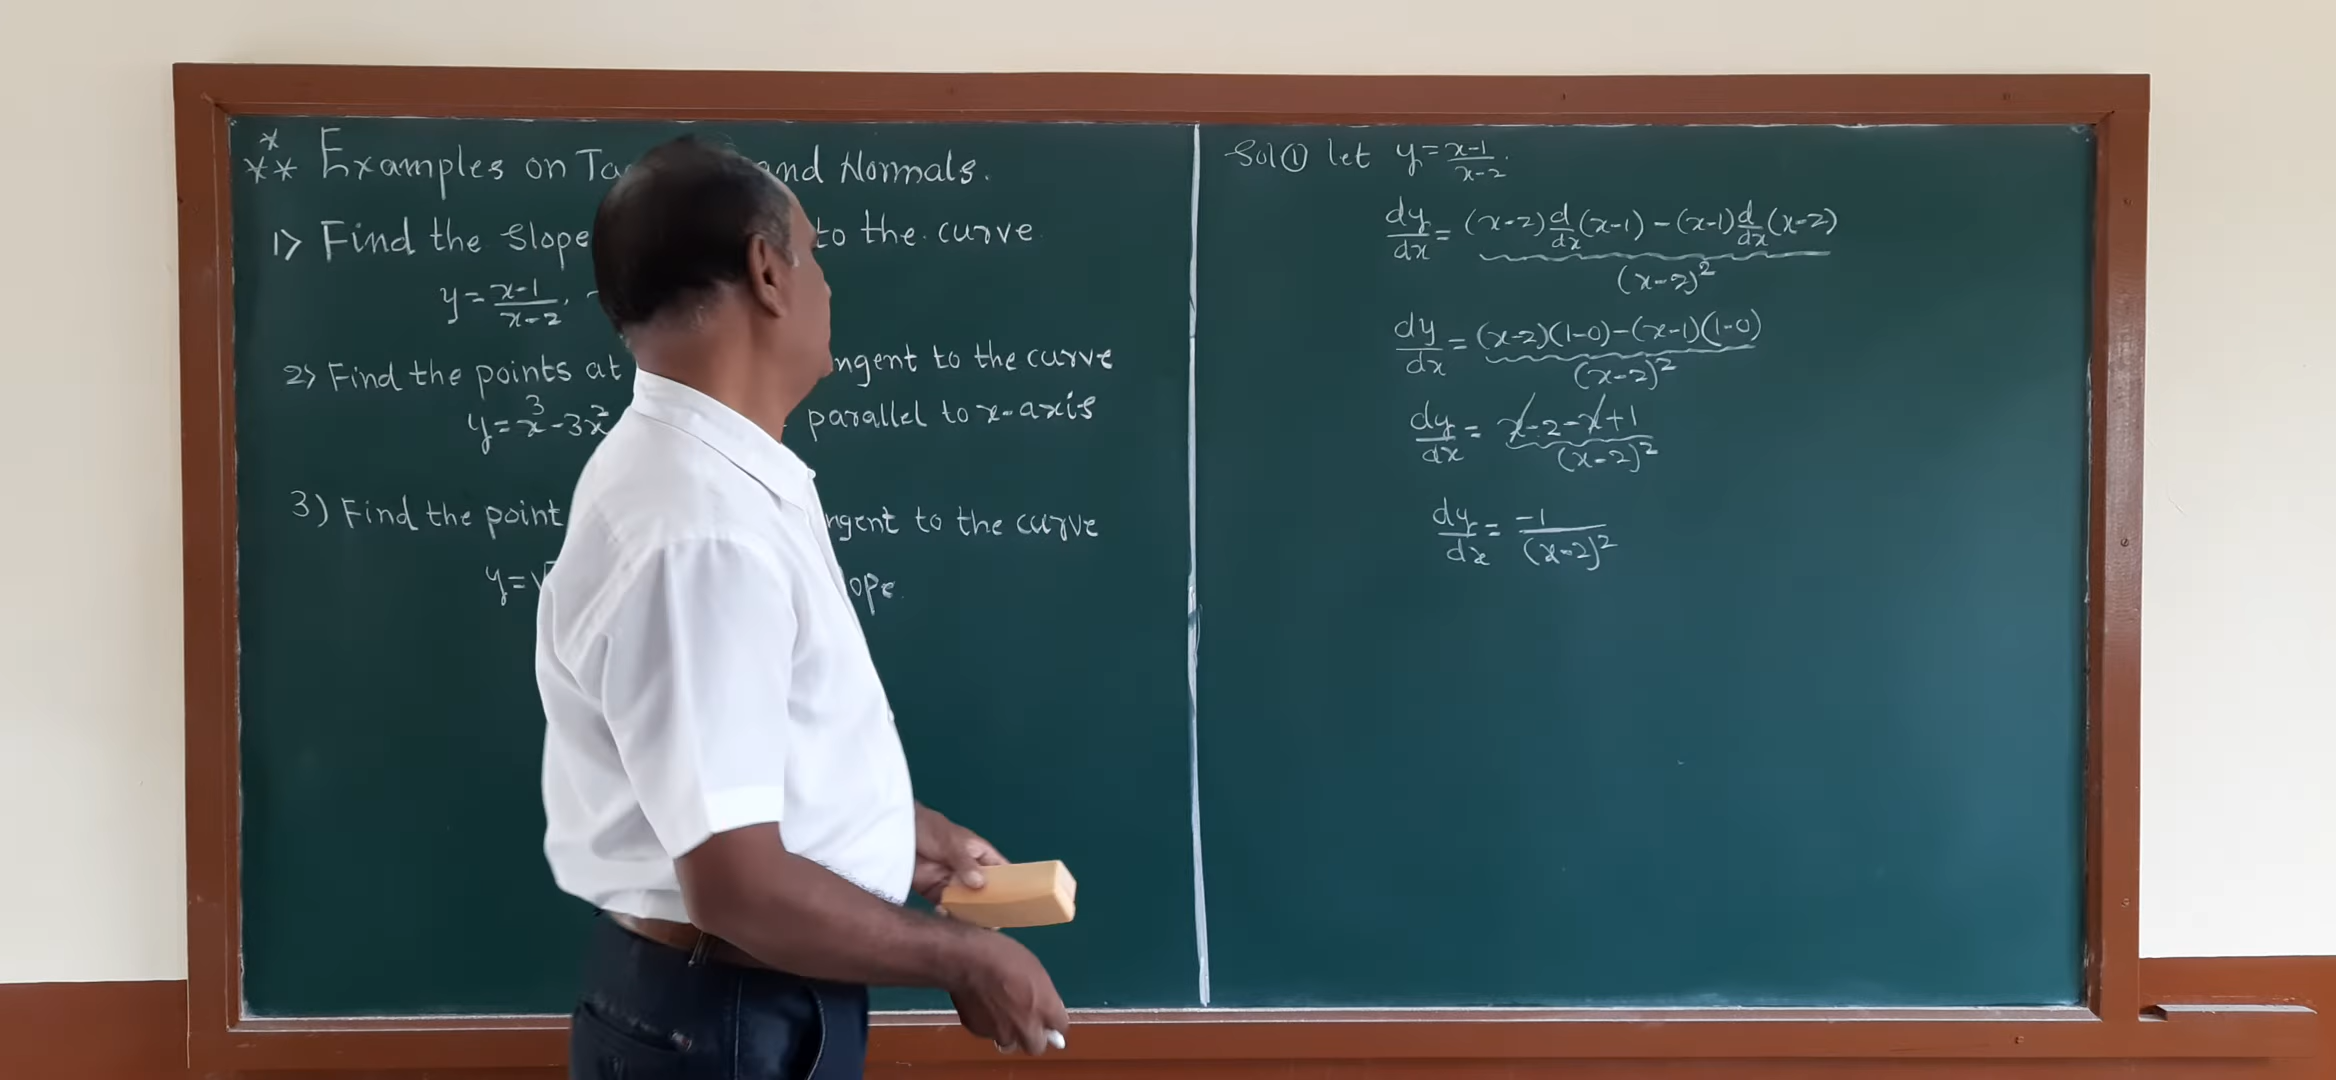 *** Examples on Ta and Normals.
1) Find the slope to the curve
y = x-1/x-2,
2) Find the points at ngent to the curve
y = x³-3x² parallel to x-axis
3) Find the point ngent to the curve
y = √ ope.
Sol ① let y = x-1/x-2.
dy/dx = (x-2) d/dx (x-1) - (x-1) d/dx (x-2) / (x-2)²
dy/dx = (x-2)(1-0) - (x-1)(1-0) / (x-2)²
dy/dx = x-2-x+1 / (x-2)²
dy/dx = -1/(x-2)²